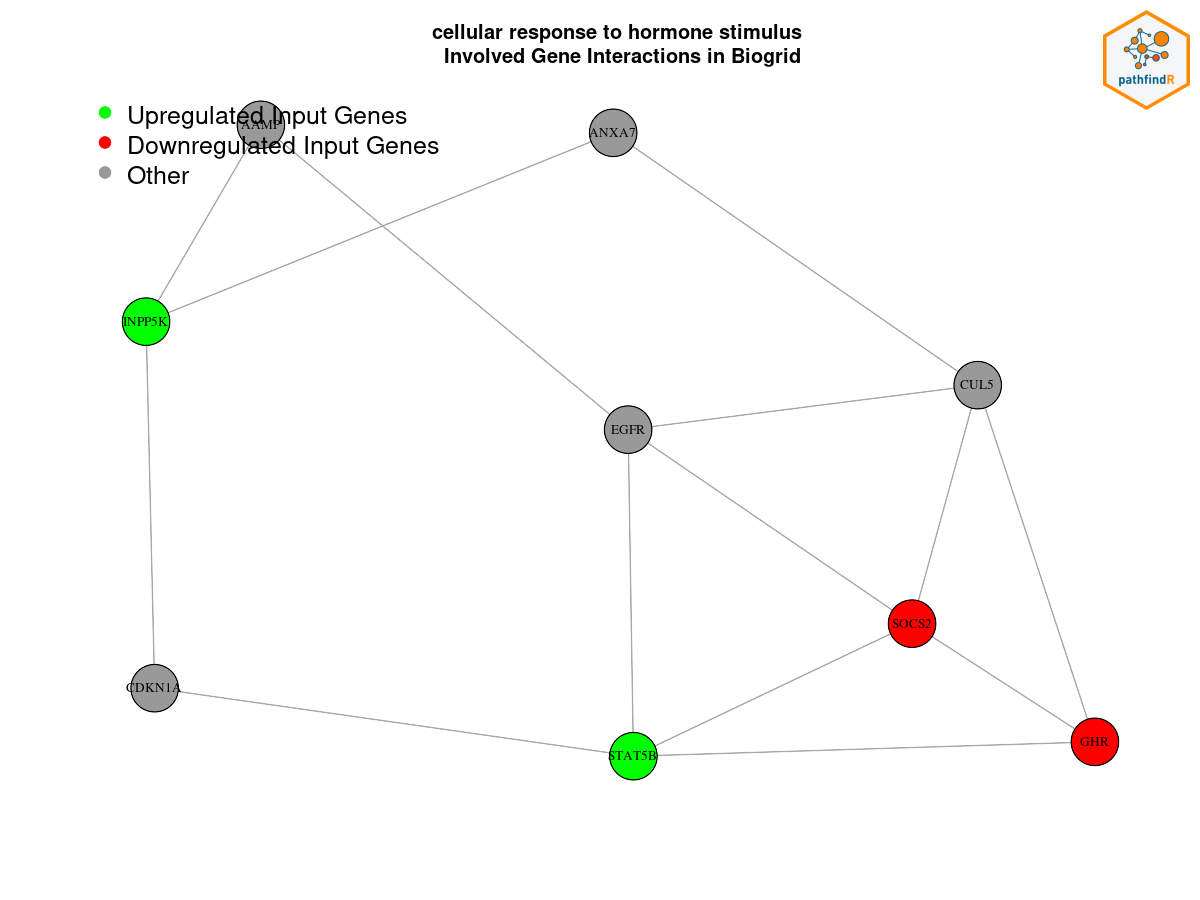 cellular response to hormone stimulus
Involved Gene Interactions in Biogrid
pathfindR
Upregulated Input Genes
Downregulated Input Genes
Other
AAMP
ANXA7
INPP5K
CUL5
EGFR
SOCS2
CDKN1A
GHR
STAT5B